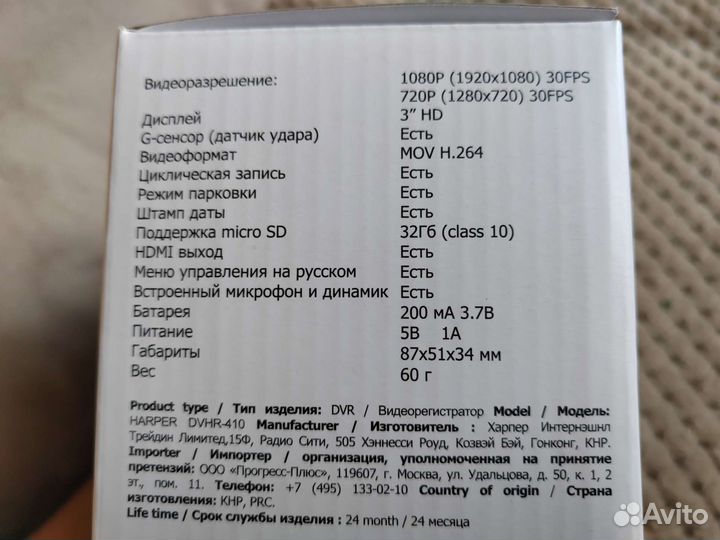 Видеоразрешение: 1080P (1920x1080) 30FPS
720P (1280x720) 30FPS
Дисплей 3” HD
G-сенсор (датчик удара) Есть
Видеоформат MOV H.264
Циклическая запись Есть
Режим парковки Есть
Штамп даты Есть
Поддержка micro SD 32Гб (class 10)
HDMI выход Есть
Меню управления на русском Есть
Встроенный микрофон и динамик Есть
Батарея 200 мА 3.7В
Питание 5В 1А
Габариты 87x51x34 мм
Вес 60 г
Product type / Тип изделия: DVR / Видеорегистратор Model / Модель:
HARPER DVHR-410 Manufacturer / Изготовитель : Харпер Интернэшнл
Трейдин Лимитед,15Ф, Радио Сити, 505 Хэннесси Роуд, Козвэй Бэй, Гонконг, КНР.
Importer / Импортер / организация, уполномоченная на принятие
претензий: ООО «Прогресс-Плюс», 119607, г. Москва, ул. Удальцова, д. 50, к. 1, 2
эт., пом. 11. Телефон: +7 (495) 133-02-10 Country of origin / Страна
изготовления: КНР, PRC.
Life time / Срок службы изделия : 24 month / 24 месяца
Avito